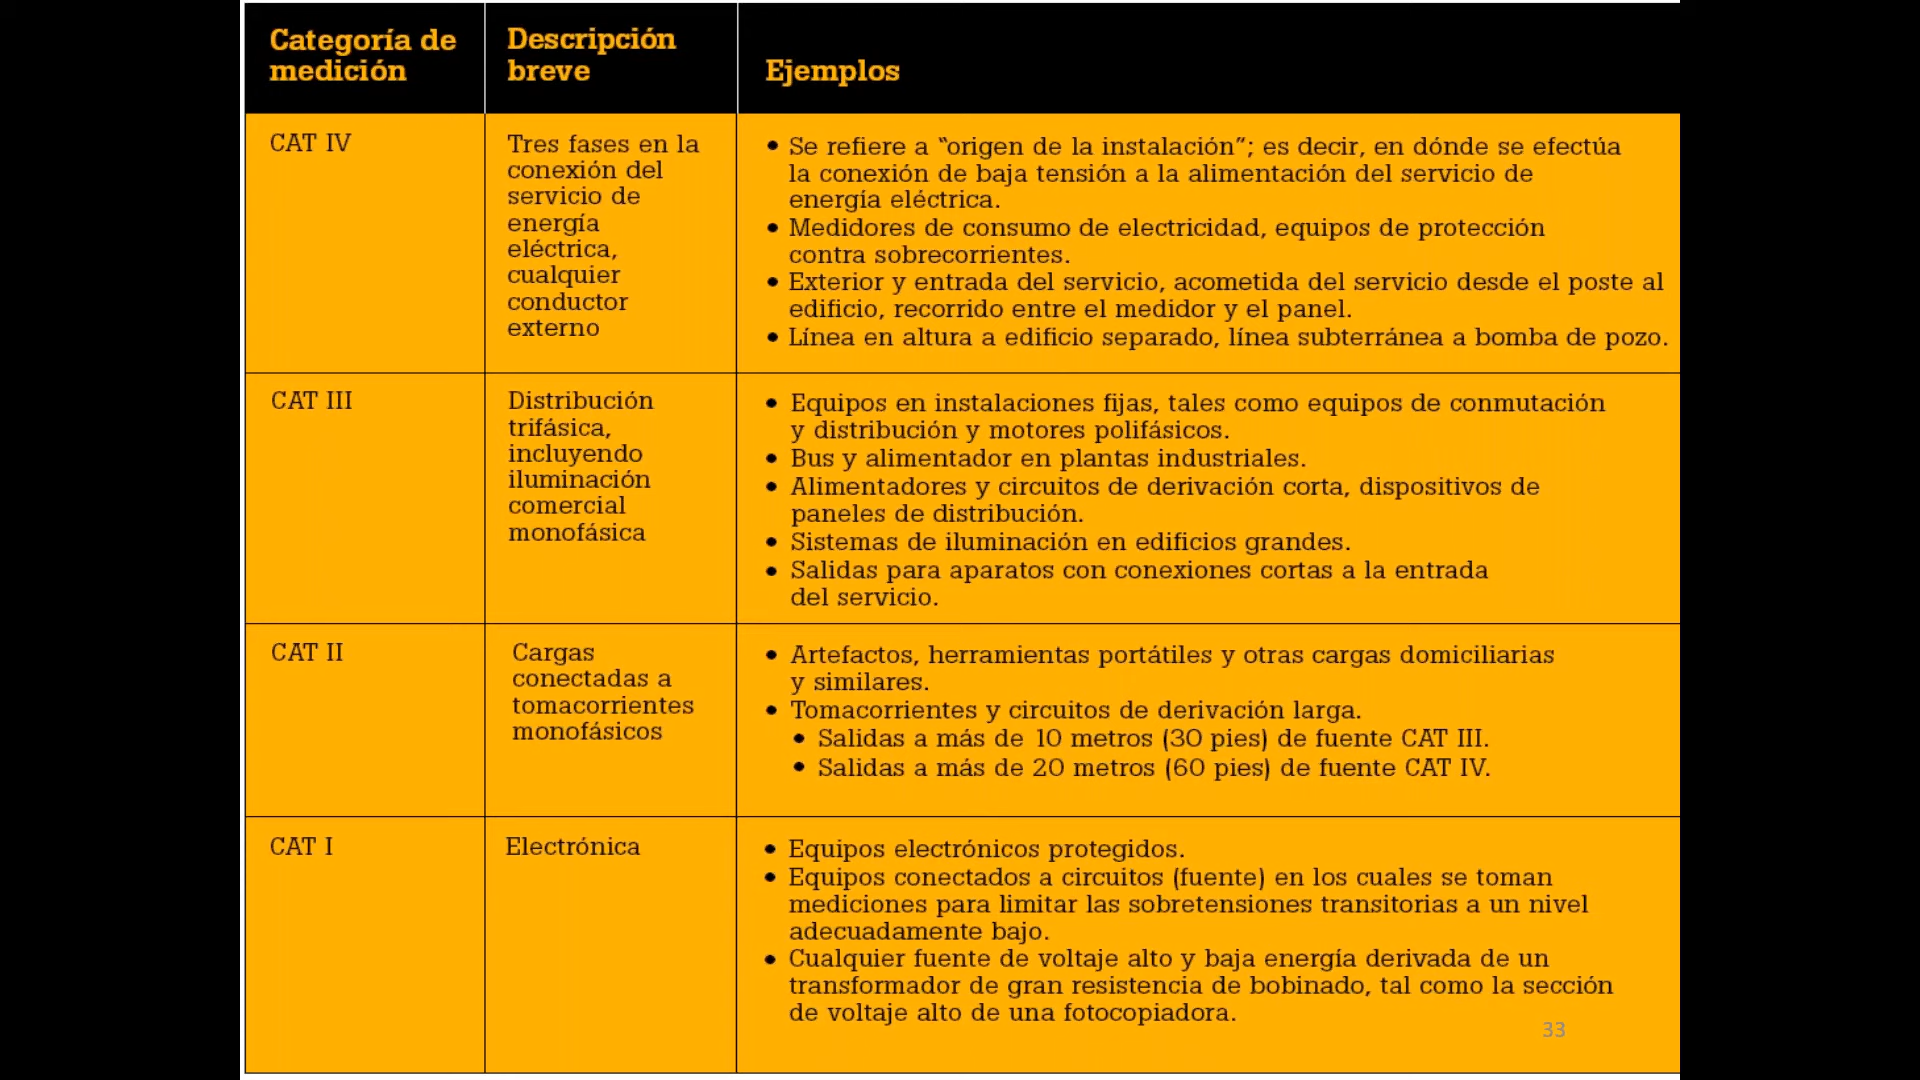 Categoría de
medición
Descripción
breve
Ejemplos
CAT IV
Tres fases en la
conexión del
servicio de
energía
eléctrica,
cualquier
conductor
externo
• Se refiere a “origen de la instalación”; es decir, en dónde se efectúa
la conexión de baja tensión a la alimentación del servicio de
energía eléctrica.
• Medidores de consumo de electricidad, equipos de protección
contra sobrecorrientes.
• Exterior y entrada del servicio, acometida del servicio desde el poste al
edificio, recorrido entre el medidor y el panel.
• Línea en altura a edificio separado, línea subterránea a bomba de pozo.
CAT III
Distribución
trifásica,
incluyendo
iluminación
comercial
monofásica
• Equipos en instalaciones fijas, tales como equipos de conmutación
y distribución y motores polifásicos.
• Bus y alimentador en plantas industriales.
• Alimentadores y circuitos de derivación corta, dispositivos de
paneles de distribución.
• Sistemas de iluminación en edificios grandes.
• Salidas para aparatos con conexiones cortas a la entrada
del servicio.
CAT II
Cargas
conectadas a
tomacorrientes
monofásicos
• Artefactos, herramientas portátiles y otras cargas domiciliarias
y similares.
• Tomacorrientes y circuitos de derivación larga.
• Salidas a más de 10 metros (30 pies) de fuente CAT III.
• Salidas a más de 20 metros (60 pies) de fuente CAT IV.
CAT I
Electrónica
• Equipos electrónicos protegidos.
• Equipos conectados a circuitos (fuente) en los cuales se toman
mediciones para limitar las sobretensiones transitorias a un nivel
adecuadamente bajo.
• Cualquier fuente de voltaje alto y baja energía derivada de un
transformador de gran resistencia de bobinado, tal como la sección
de voltaje alto de una fotocopiadora.
33